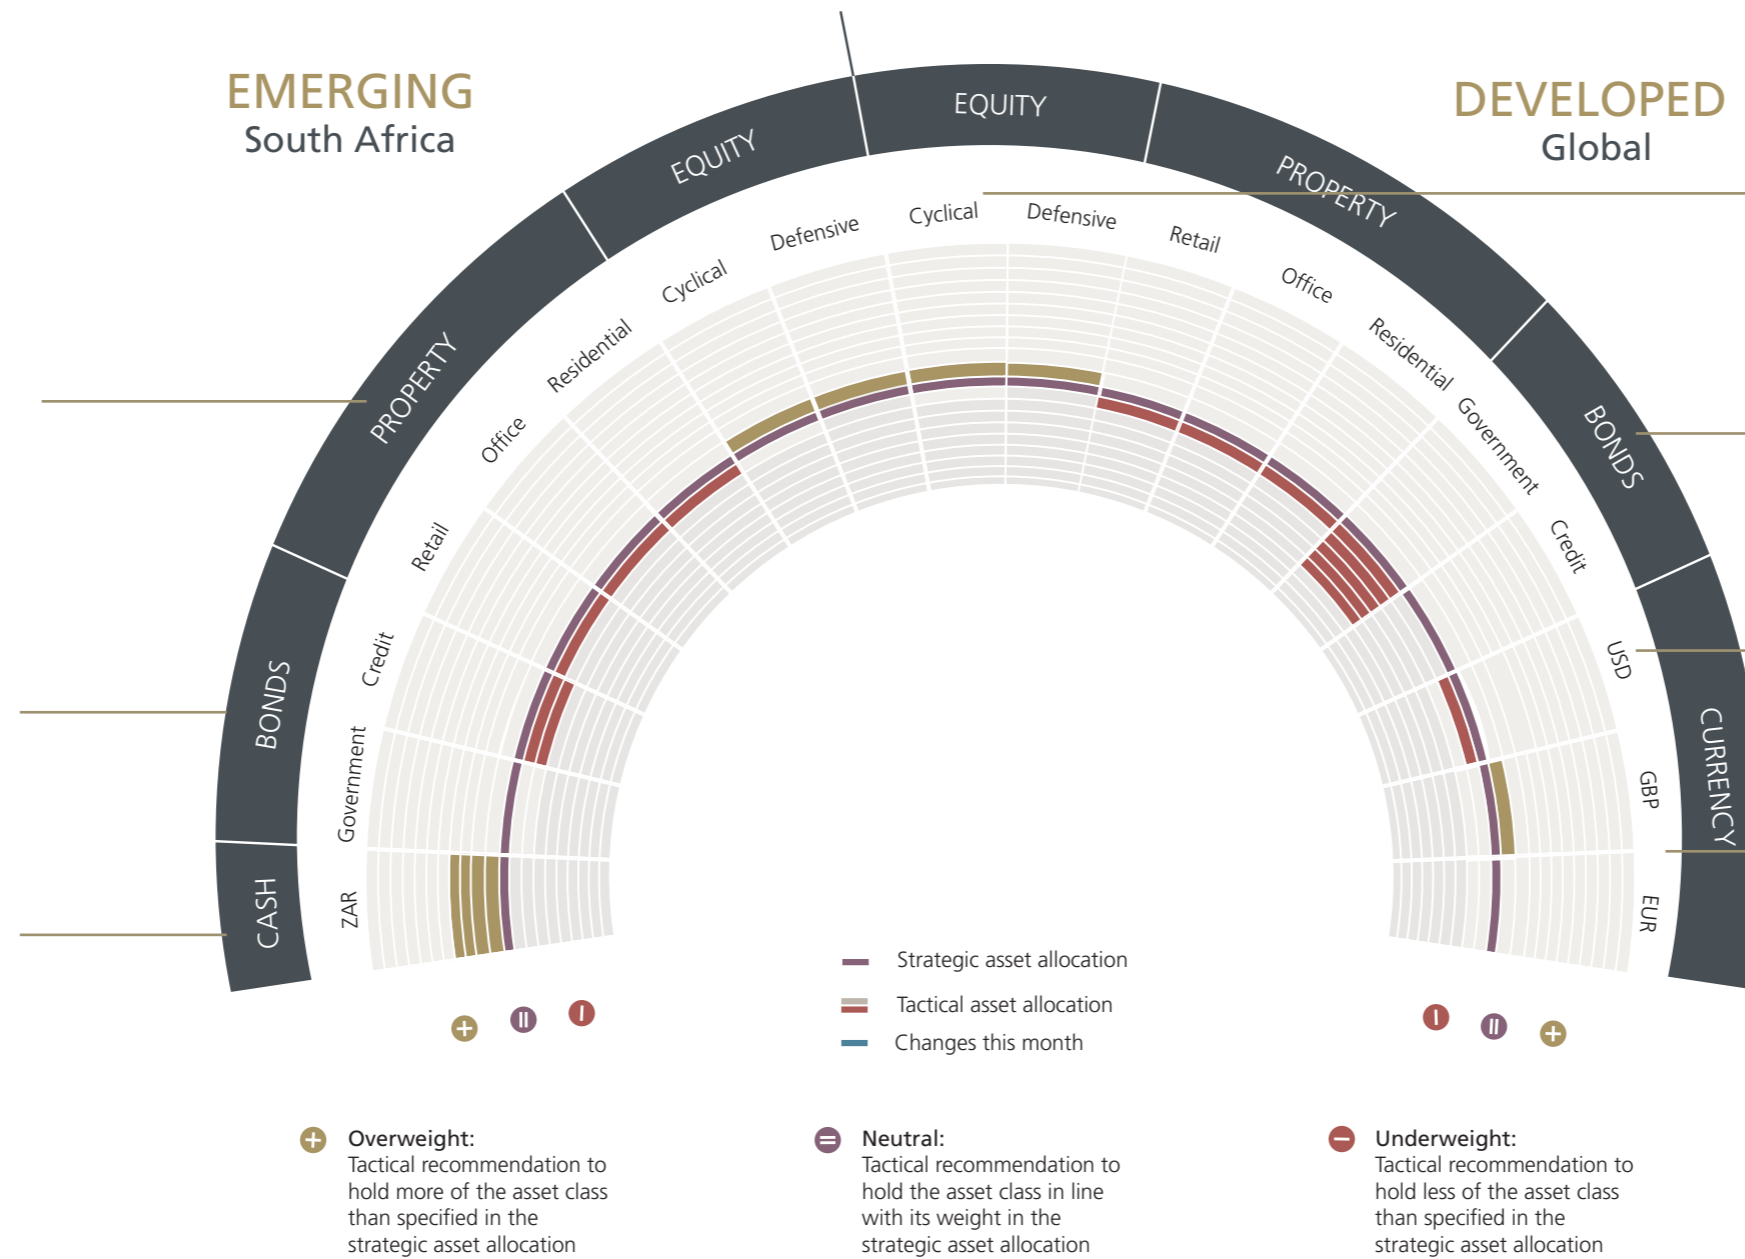 EMERGING
South Africa
DEVELOPED
Global
CASH
BONDS
PROPERTY
EQUITY
EQUITY
PROPERTY
BONDS
CURRENCY
ZAR
Government
Credit
Retail
Office
Residential
Cyclical
Defensive
Cyclical
Defensive
Retail
Office
Residential
Government
Credit
USD
GBP
EUR
Strategic asset allocation
Tactical asset allocation
Changes this month
Overweight:
Tactical recommendation to
hold more of the asset class
than specified in the
strategic asset allocation
Neutral:
Tactical recommendation to
hold the asset class in line
with its weight in the
strategic asset allocation
Underweight:
Tactical recommendation to
hold less of the asset class
than specified in the
strategic asset allocation